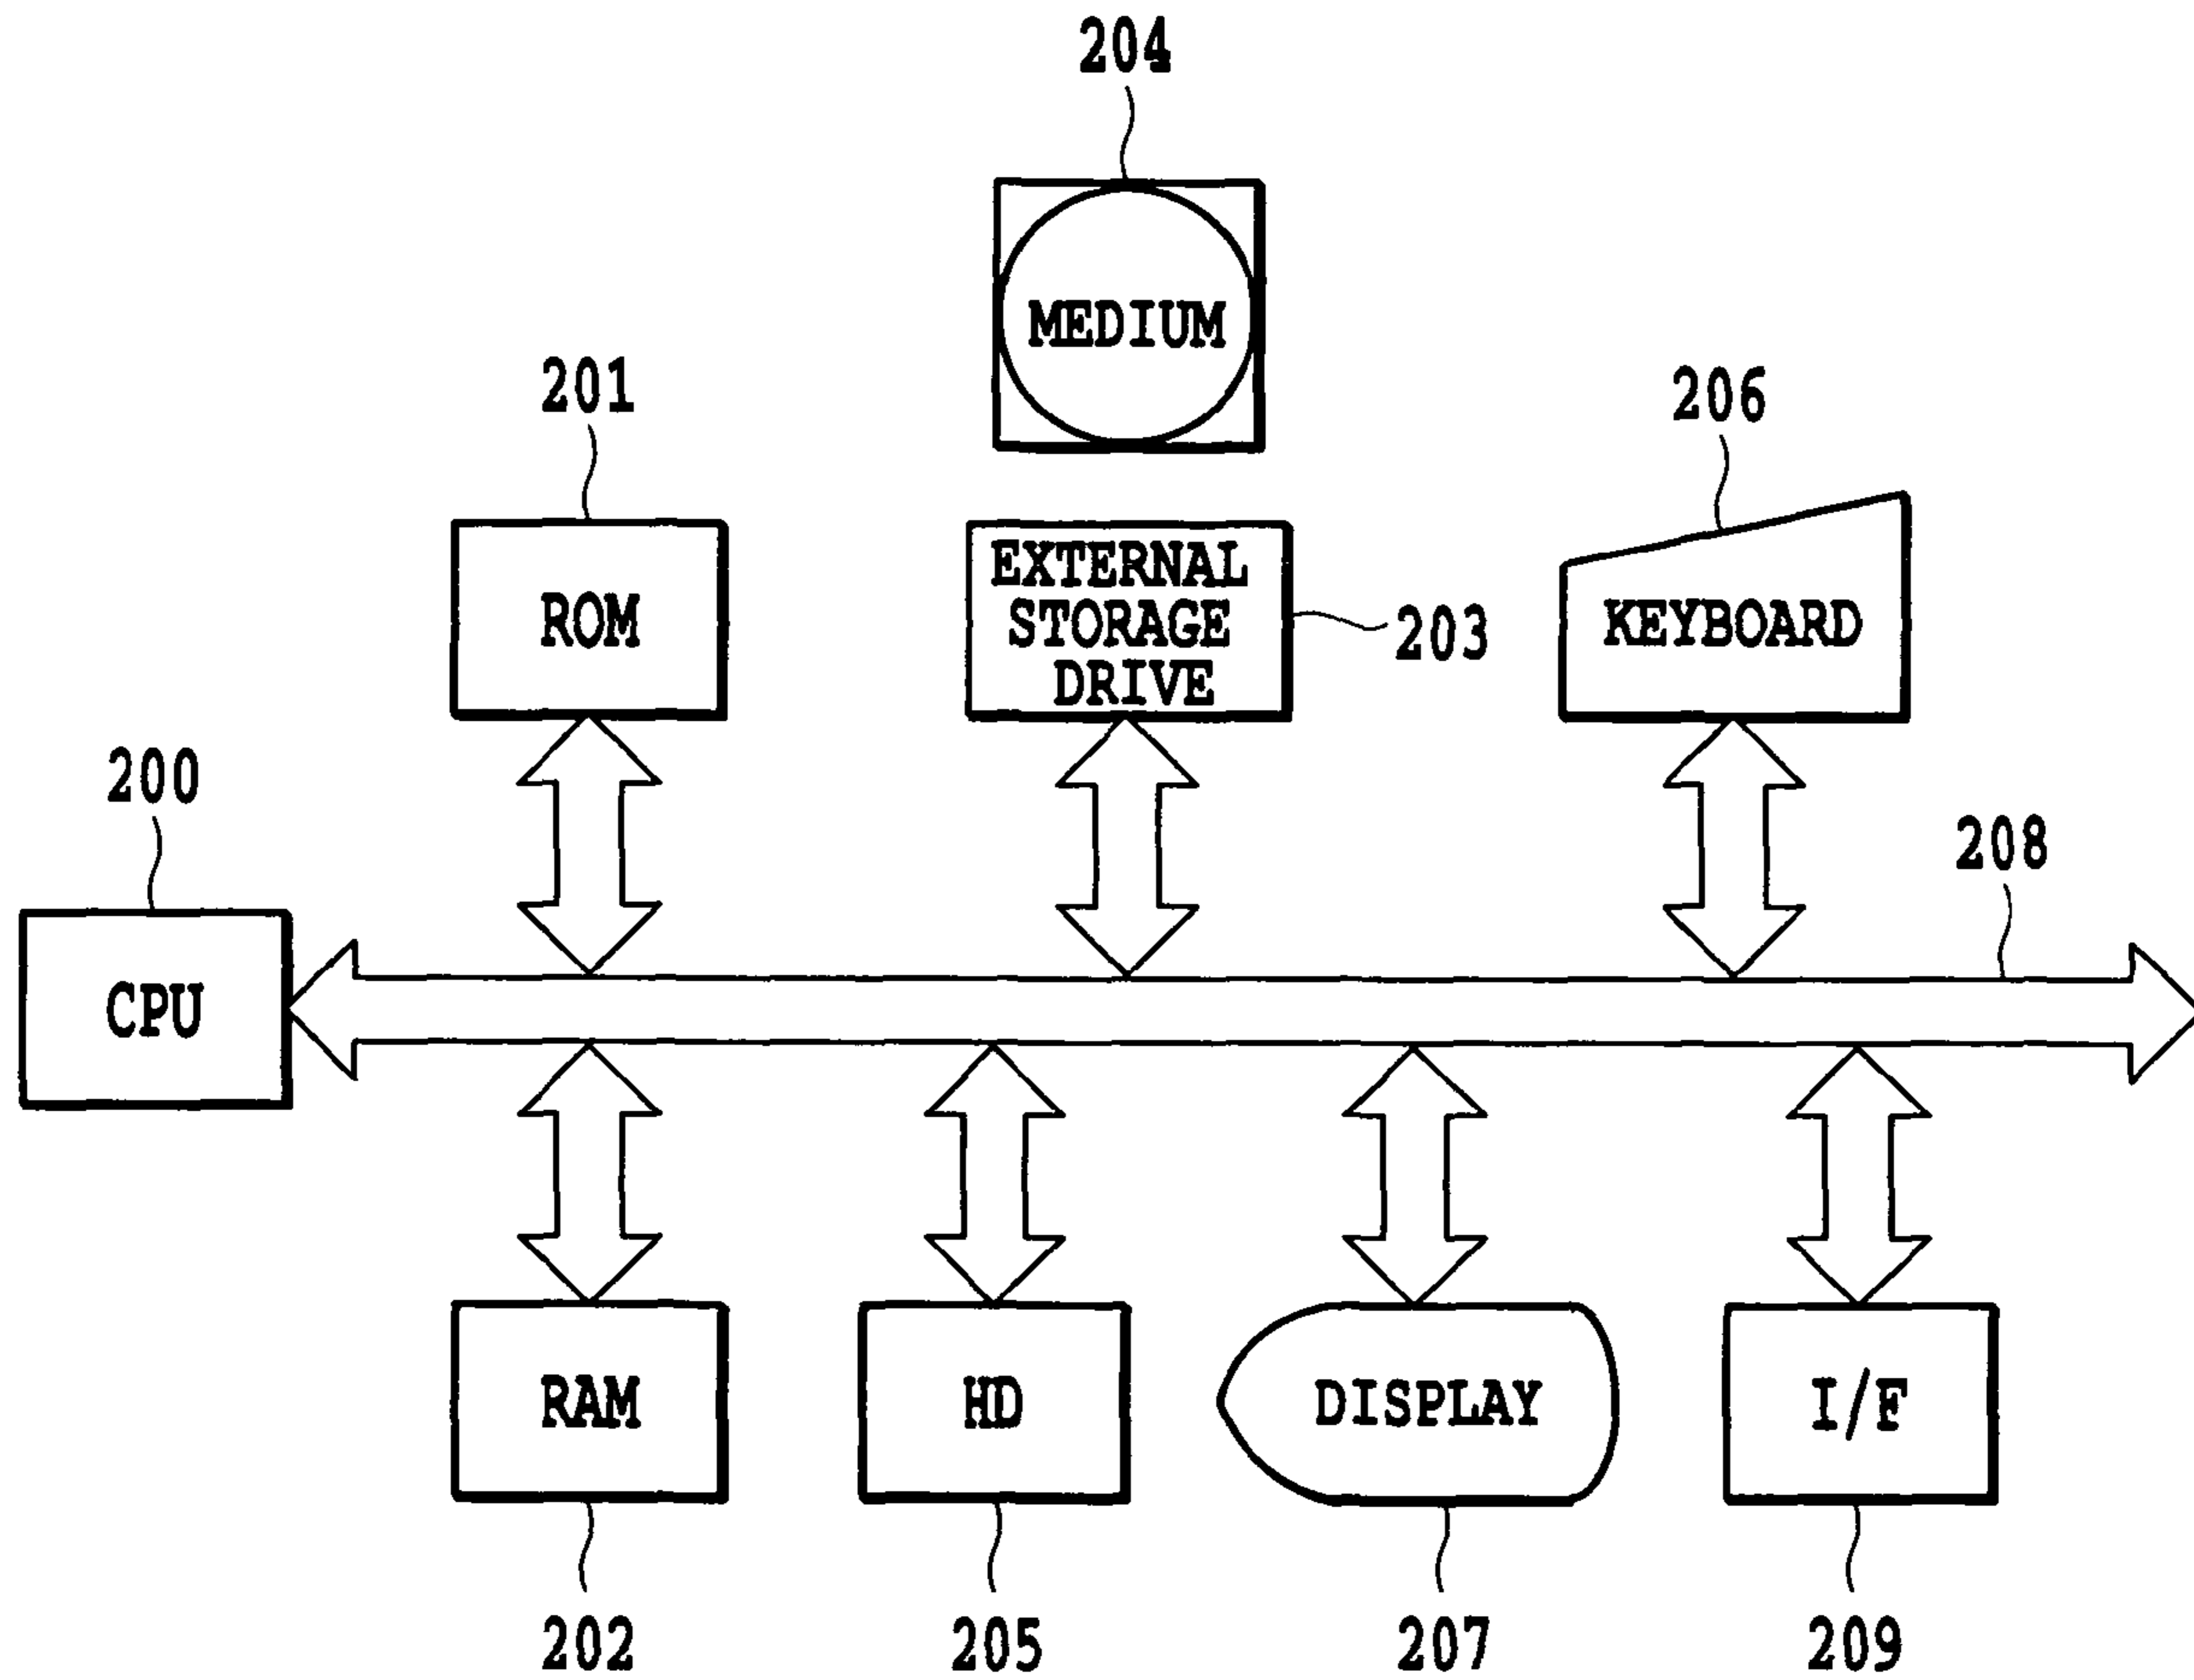 204
MEDIUM
201
206
ROM
EXTERNAL
STORAGE
DRIVE
203
KEYBOARD
200
208
CPU
RAM
HD
DISPLAY
I/F
202
205
207
209